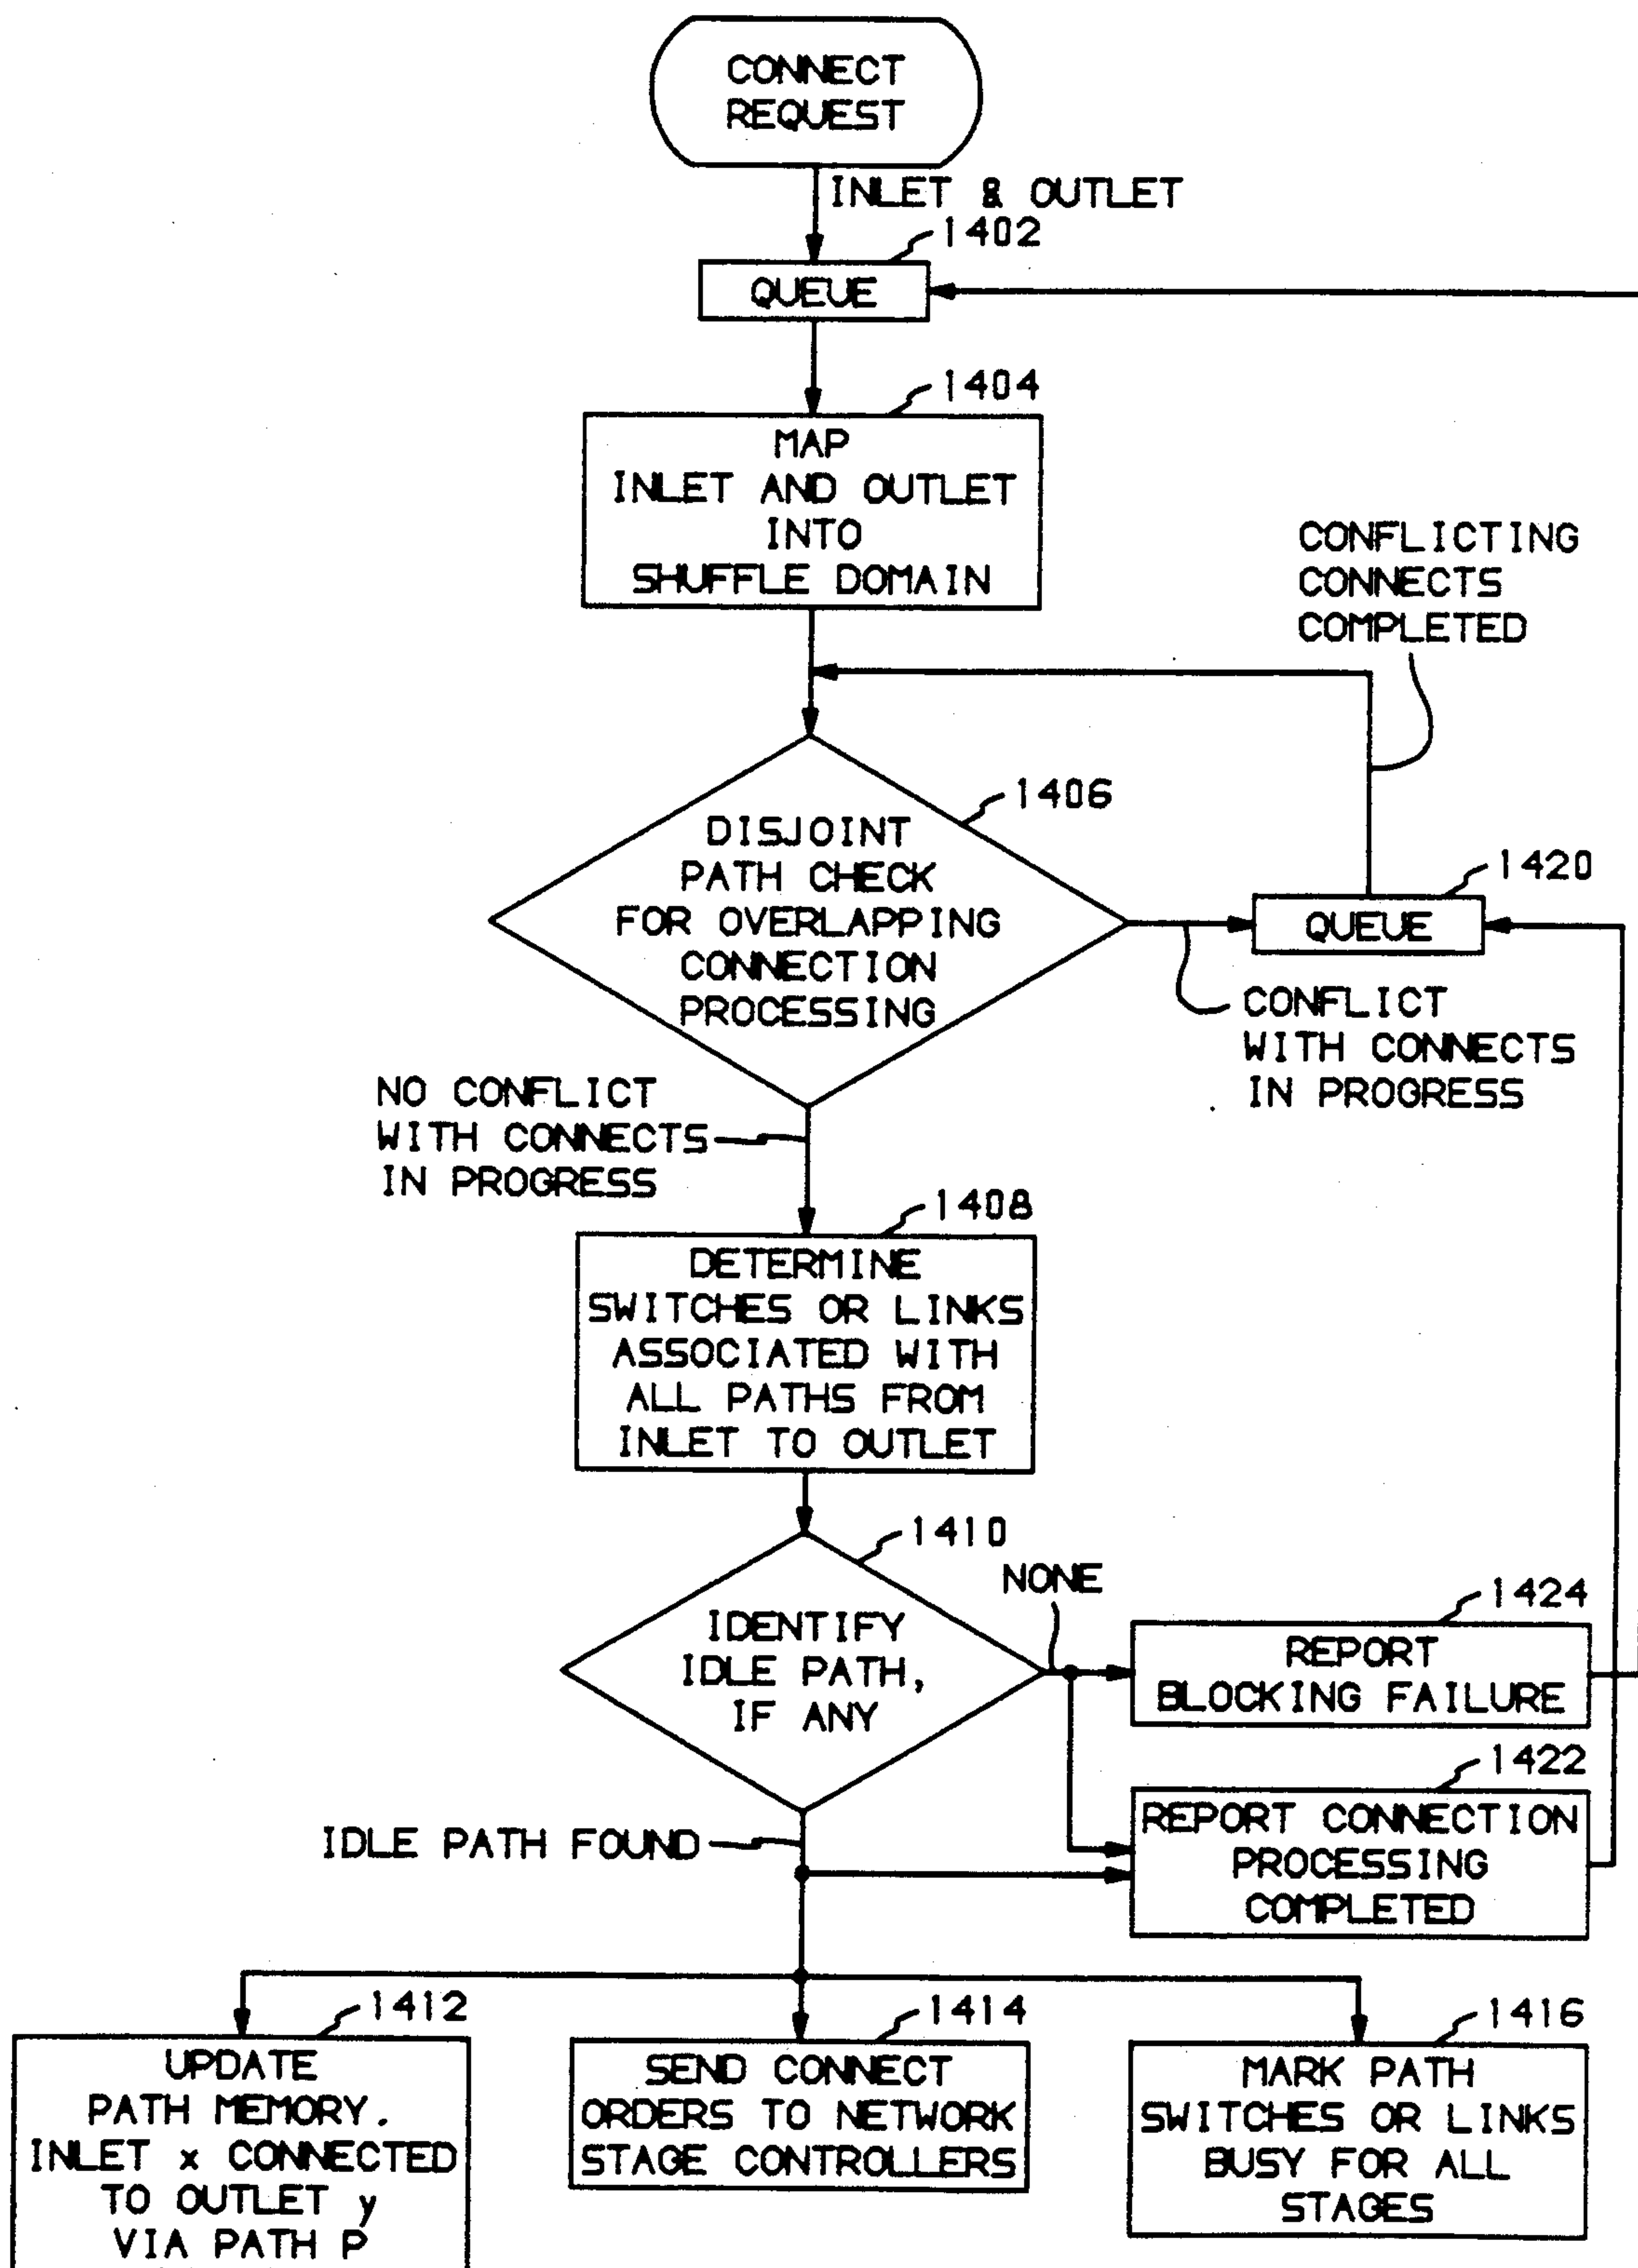 CONNECT
REQUEST
INLET & OUTLET
1402
QUEUE
1404
MAP
INLET AND OUTLET
INTO
SHUFFLE DOMAIN
CONFLICTING
CONNECTS
COMPLETED
1406
DISJOINT
PATH CHECK
FOR OVERLAPPING
CONNECTION
PROCESSING
1420
QUEUE
CONFLICT
WITH CONNECTS
IN PROGRESS
NO CONFLICT
WITH CONNECTS
IN PROGRESS
1408
DETERMINE
SWITCHES OR LINKS
ASSOCIATED WITH
ALL PATHS FROM
INLET TO OUTLET
1410
IDENTIFY
IDLE PATH,
IF ANY
NONE
1424
REPORT
BLOCKING FAILURE
1422
REPORT CONNECTION
PROCESSING
COMPLETED
IDLE PATH FOUND
1412
UPDATE
PATH MEMORY.
INLET x CONNECTED
TO OUTLET y
VIA PATH P
1414
SEND CONNECT
ORDERS TO NETWORK
STAGE CONTROLLERS
1416
MARK PATH
SWITCHES OR LINKS
BUSY FOR ALL
STAGES